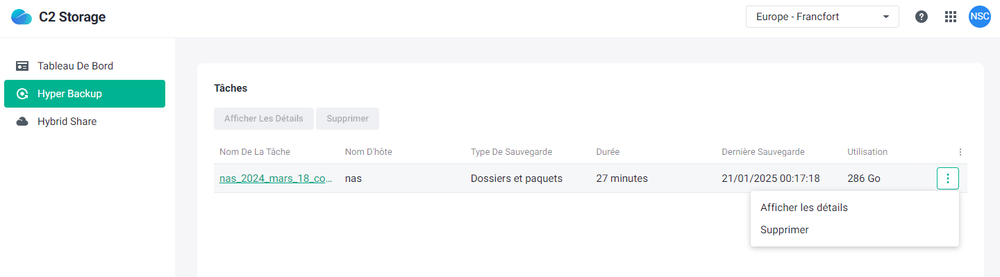 C2 Storage
Europe - Francfort
NSC
Tableau De Bord
Hyper Backup
Hybrid Share
Tâches
Afficher Les Détails Supprimer
Nom De La Tâche Nom D'hôte Type De Sauvegarde Durée Dernière Sauvegarde Utilisation
nas_2024_mars_18_co... nas Dossiers et paquets 27 minutes 21/01/2025 00:17:18 286 Go
Afficher les détails
Supprimer